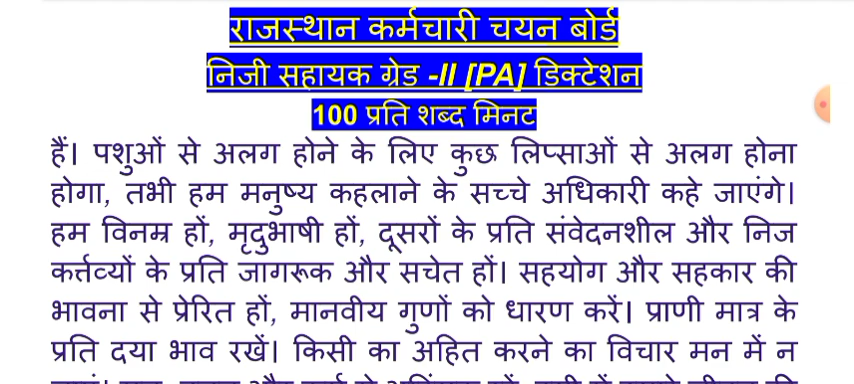 राजस्थान कर्मचारी चयन बोर्ड
निजी सहायक ग्रेड -II [PA] डिक्टेशन
100 प्रति शब्द मिनट
हैं। पशुओं से अलग होने के लिए कुछ लिप्साओं से अलग होना
होगा, तभी हम मनुष्य कहलाने के सच्चे अधिकारी कहे जाएंगे।
हम विनम्र हों, मृदुभाषी हों, दूसरों के प्रति संवेदनशील और निज
कर्त्तव्यों के प्रति जागरूक और सचेत हों। सहयोग और सहकार की
भावना से प्रेरित हों, मानवीय गुणों को धारण करें। प्राणी मात्र के
प्रति दया भाव रखें। किसी का अहित करने का विचार मन में न